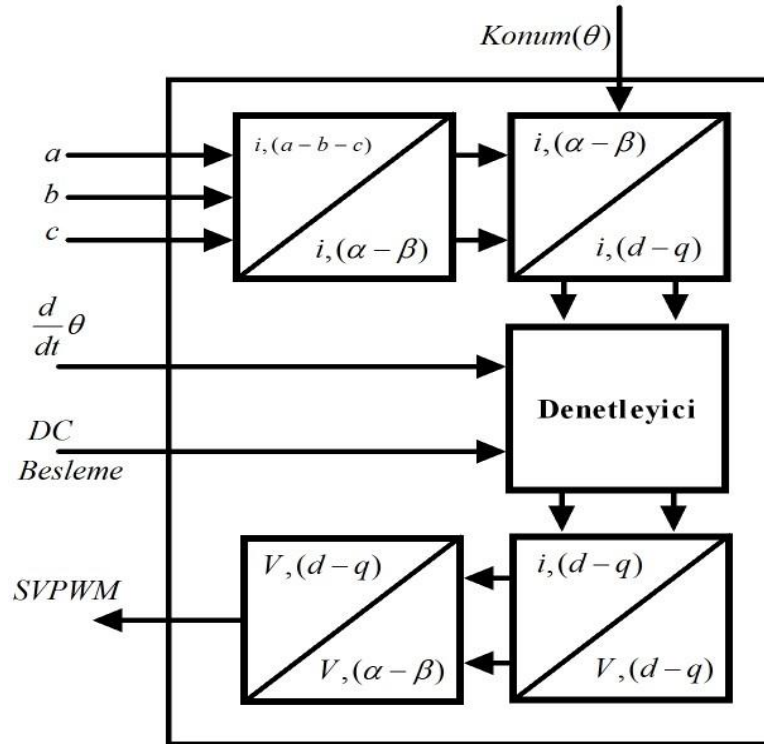 Konum(θ)
a
b
c
i,(a − b − c)
i,(α − β)
i,(α − β)
i,(d − q)
d
dt
θ
Denetleyici
DC
Besleme
V,(d − q)
V,(α − β)
i,(d − q)
V,(d − q)
SVPWM